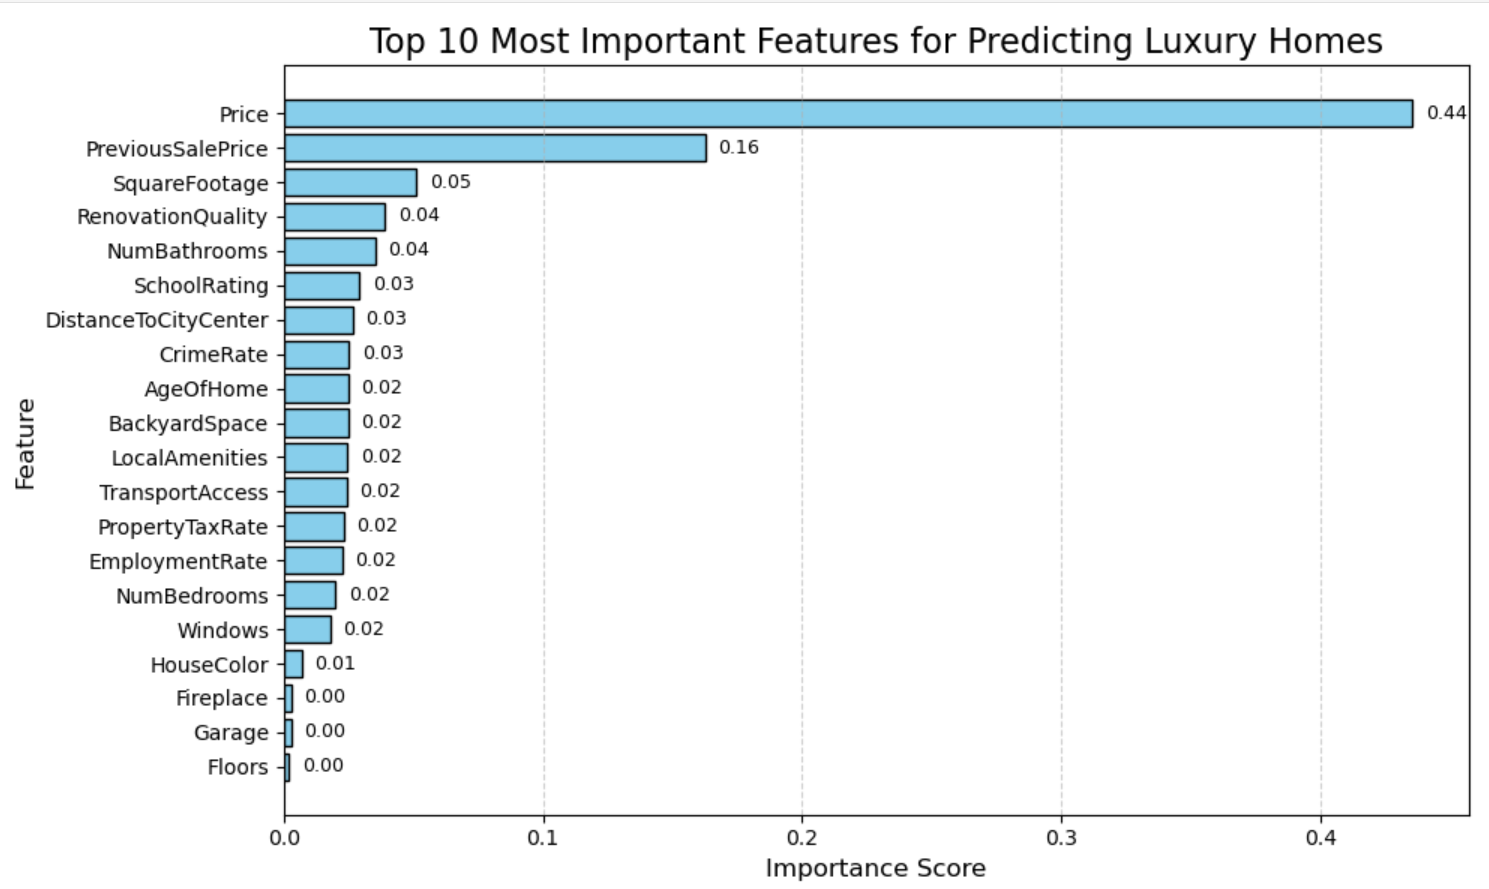 Top 10 Most Important Features for Predicting Luxury Homes
Price 0.44
PreviousSalePrice 0.16
SquareFootage 0.05
RenovationQuality 0.04
NumBathrooms 0.04
SchoolRating 0.03
DistanceToCityCenter 0.03
CrimeRate 0.03
AgeOfHome 0.02
BackyardSpace 0.02
LocalAmenities 0.02
TransportAccess 0.02
PropertyTaxRate 0.02
EmploymentRate 0.02
NumBedrooms 0.02
Windows 0.02
HouseColor 0.01
Fireplace 0.00
Garage 0.00
Floors 0.00
Feature
0.0 0.1 0.2 0.3 0.4
Importance Score